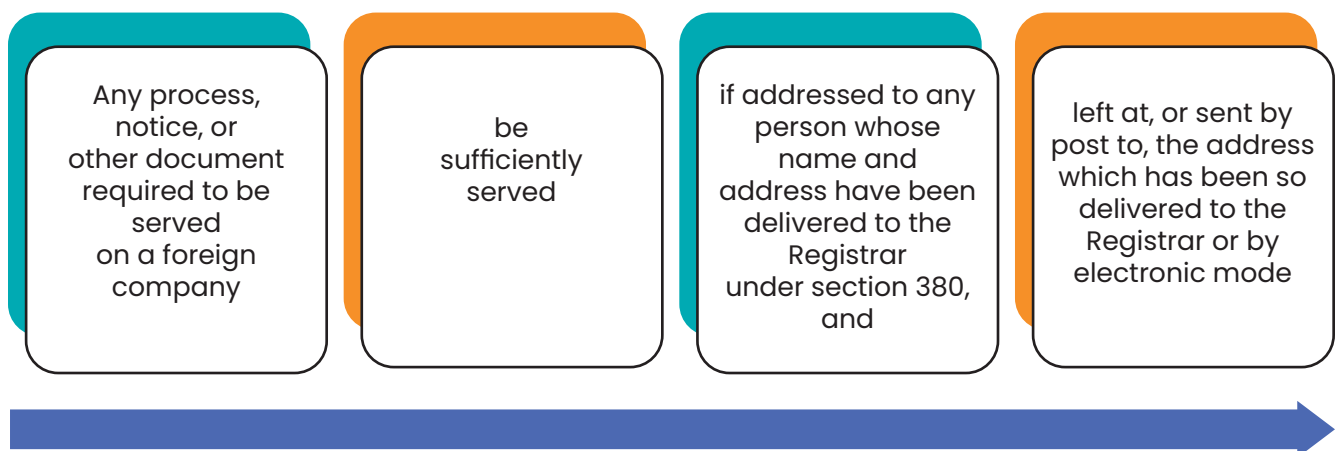 Any process,
notice, or
other document
required to be
served
on a foreign
company
be
sufficiently
served
if addressed to any
person whose
name and
address have been
delivered to the
Registrar
under section 380,
and
left at, or sent by
post to, the address
which has been so
delivered to the
Registrar or by
electronic mode